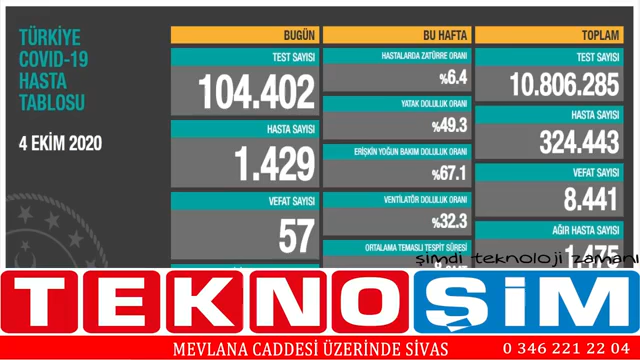 TÜRKİYE
COVID-19
HASTA
TABLOSU
4 EKİM 2020
BUGÜN
TEST SAYISI
104.402
HASTA SAYISI
1.429
VEFAT SAYISI
57
BU HAFTA
HASTALARDA ZATÜRRE ORANI
%6.4
YATAK DOLULUK ORANI
%49.3
ERİŞKİN YOĞUN BAKIM DOLULUK ORANI
%67.1
VENTİLATÖR DOLULUK ORANI
%32.3
ORTALAMA TEMASLI TESPİT SÜRESİ
TOPLAM
TEST SAYISI
10.806.285
HASTA SAYISI
324.443
VEFAT SAYISI
8.441
AĞIR HASTA SAYISI
1.475
şimdi teknoloji zamanı
TEKNOŞİM
MEVLANA CADDESİ ÜZERİNDE SİVAS 0 346 221 22 04